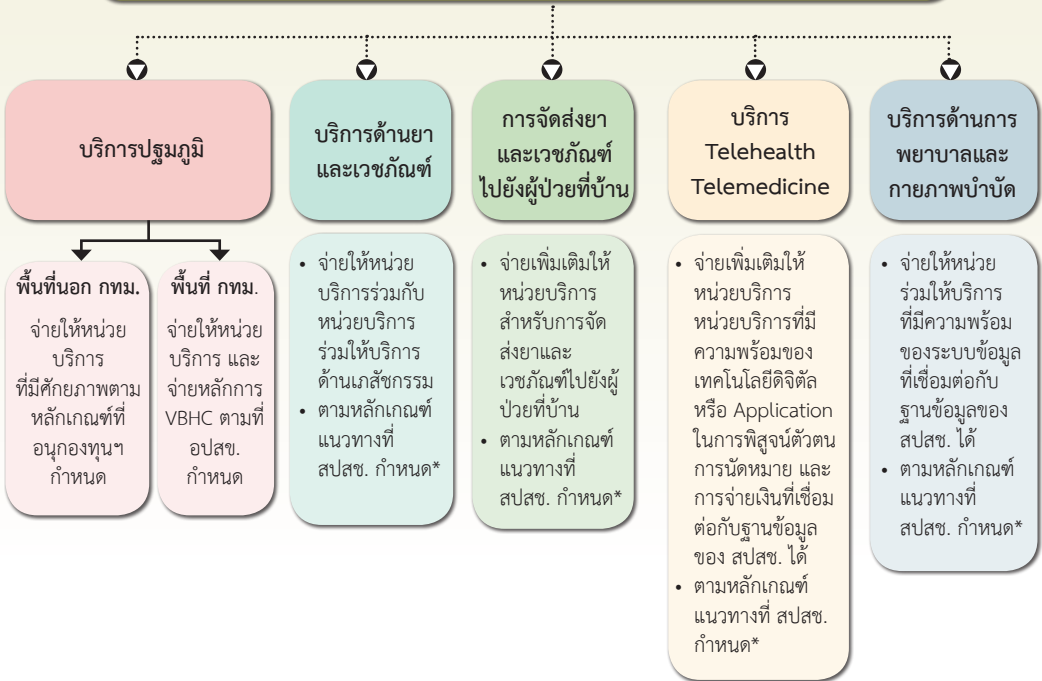 บริการปฐมภูมิ
พื้นที่นอก กทม.
จ่ายให้หน่วย
บริการ
ที่มีศักยภาพตาม
หลักเกณฑ์ที่
อนุกองทุนฯ
กำหนด
พื้นที่ กทม.
จ่ายให้หน่วย
บริการ และ
จ่ายหลักการ
VBHC ตามที่
อปสข.
กำหนด
บริการด้านยา
และเวชภัณฑ์
• จ่ายให้หน่วย
บริการร่วมกับ
หน่วยบริการ
ร่วมให้บริการ
ด้านเภสัชกรรม
• ตามหลักเกณฑ์
แนวทางที่
สปสช. กำหนด*
การจัดส่งยา
และเวชภัณฑ์
ไปยังผู้ป่วยที่บ้าน
• จ่ายเพิ่มเติมให้
หน่วยบริการ
สำหรับการจัด
ส่งยาและ
เวชภัณฑ์ไปยังผู้
ป่วยที่บ้าน
• ตามหลักเกณฑ์
แนวทางที่
สปสช. กำหนด*
บริการ
Telehealth
Telemedicine
• จ่ายเพิ่มเติมให้
หน่วยบริการ
หน่วยบริการที่มี
ความพร้อมของ
เทคโนโลยีดิจิตัล
หรือ Application
ในการพิสูจน์ตัวตน
การนัดหมาย และ
การจ่ายเงินที่เชื่อม
ต่อกับฐานข้อมูล
ของ สปสช. ได้
• ตามหลักเกณฑ์
แนวทางที่ สปสช.
กำหนด*
บริการด้านการ
พยาบาลและ
กายภาพบำบัด
• จ่ายให้หน่วย
ร่วมให้บริการ
ที่มีความพร้อม
ของระบบข้อมูล
ที่เชื่อมต่อกับ
ฐานข้อมูลของ
สปสช. ได้
• ตามหลักเกณฑ์
แนวทางที่
สปสช. กำหนด*